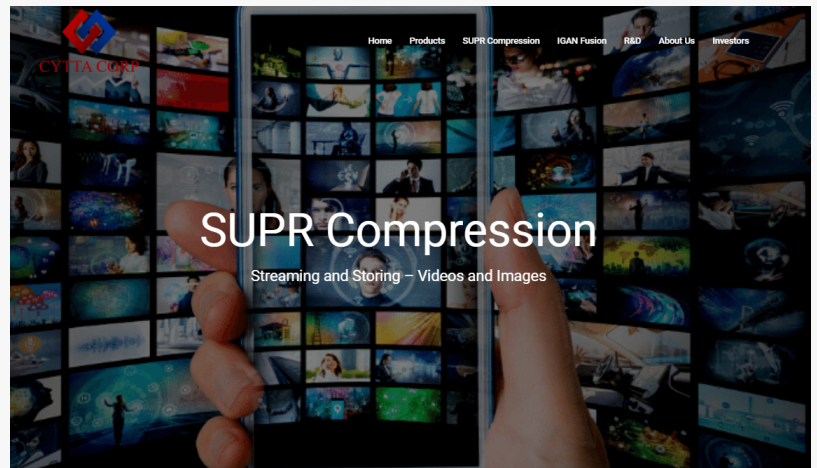 CYTTA CORP
Home Products SUPR Compression IGAN Fusion R&D About Us Investors
SUPR Compression
Streaming and Storing – Videos and Images